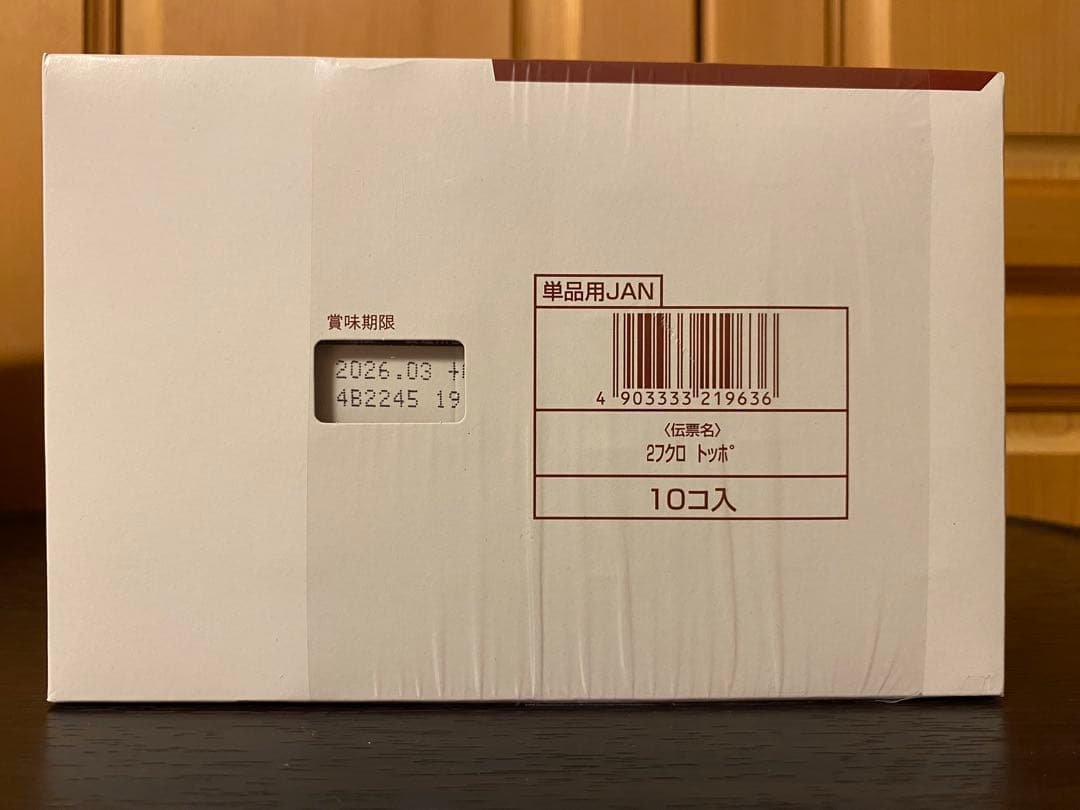 賞味期限
2026.03
4B2245 19
単品用JAN
4 903333 219636
〈伝票名〉
2フクロ トッポ
10コ入